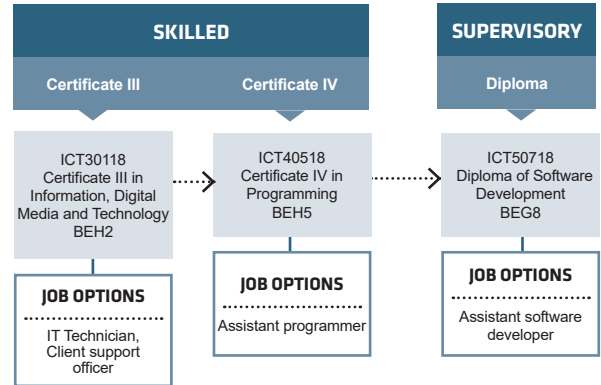 SKILLED
SUPERVISORY
Certificate III
Certificate IV
Diploma
ICT30118
Certificate III in
Information, Digital
Media and Technology
BEH2
ICT40518
Certificate IV in
Programming
BEH5
ICT50718
Diploma of Software
Development
BEG8
JOB OPTIONS
IT Technician,
Client support
officer
JOB OPTIONS
Assistant programmer
JOB OPTIONS
Assistant software
developer